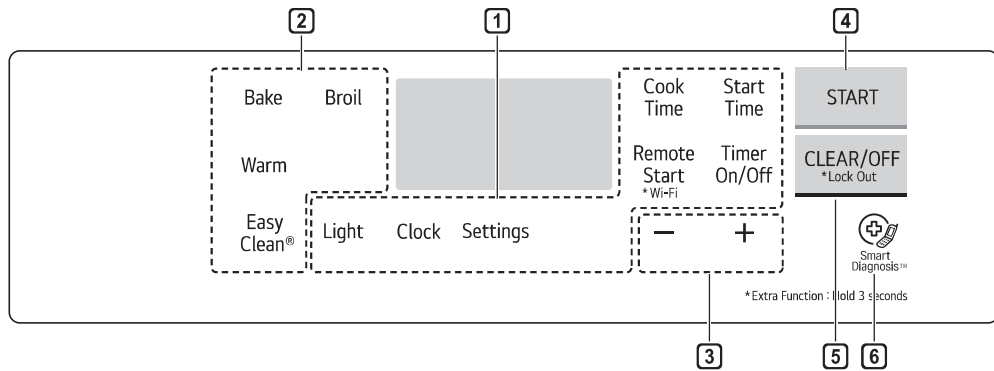 2
1
4
Bake
Broil
Warm
Easy
Clean®
Light
Clock
Settings
Cook
Time
Start
Time
Remote
Start
*Wi-Fi
Timer
On/Off
−
+
START
CLEAR/OFF
*Lock Out
Smart
Diagnosis™
*Extra Function : Hold 3 seconds
3
5
6